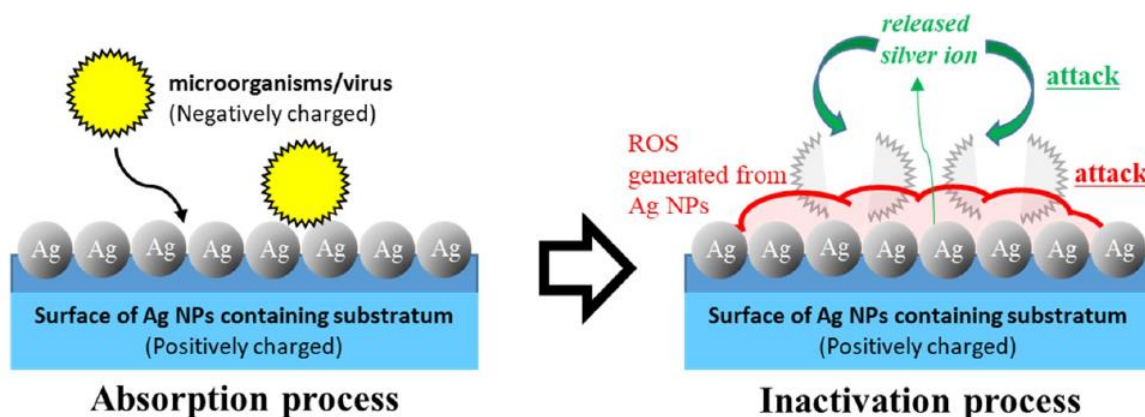 microorganisms/virus
(Negatively charged)
Ag Ag Ag Ag Ag Ag Ag Ag
Surface of Ag NPs containing substratum
(Positively charged)
Absorption process
released
silver ion
attack
ROS
generated from
Ag NPs
attack
Ag Ag Ag Ag Ag Ag Ag Ag
Surface of Ag NPs containing substratum
(Positively charged)
Inactivation process